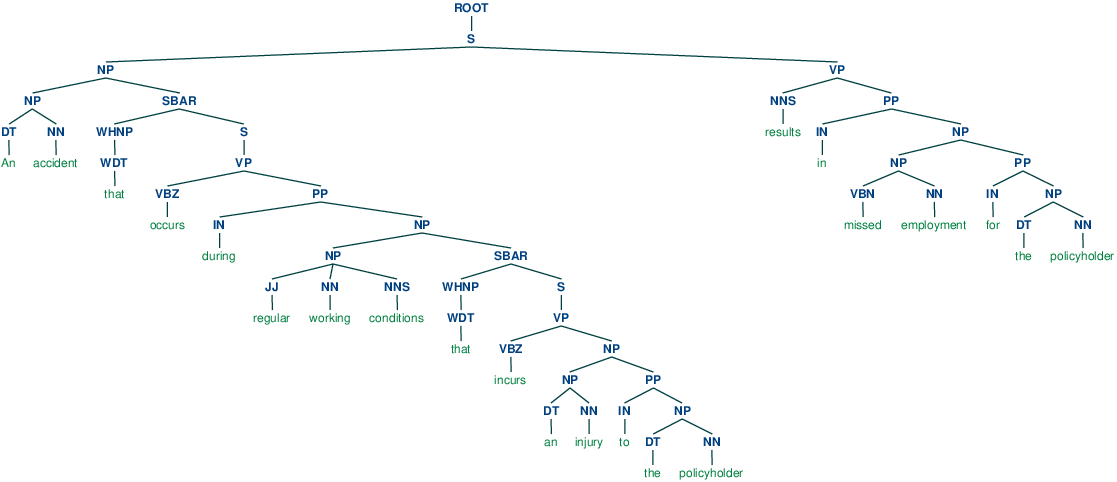 ROOT
S
NP VP
NP SBAR NNS PP
DT NN WHNP S results IN NP
An accident WDT VP in NP PP
that VBZ PP VBN NN IN NP
occurs IN NP missed employment for DT NN
during NP SBAR the policyholder
JJ NN NNS WHNP S
regular working conditions WDT VP
that VBZ NP
incurs NP PP
DT NN IN NP
an injury to DT NN
the policyholder